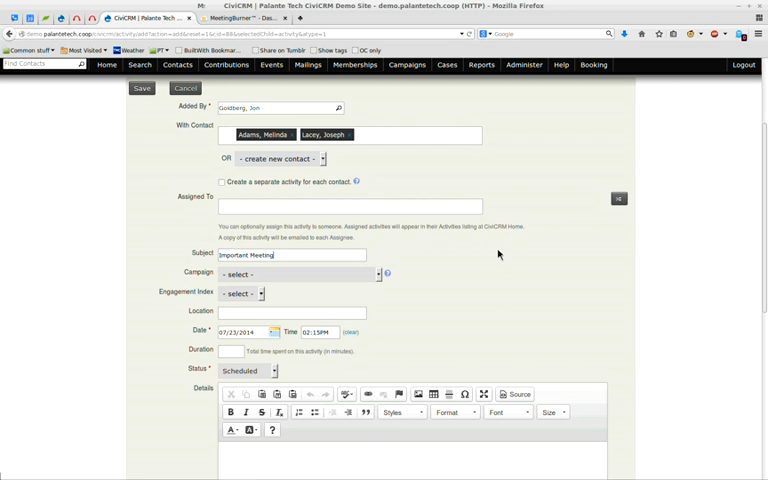 CiviCRM | Palante Tech CiviCRM Demo Site - demo.palantetech.coop (HTTP) - Mozilla Firefox
CiviCRM | Palante Tech ...
MeetingBurner™ - Das...
demo.palantetech.coop/civicrm/activity/add?action=add&reset=1&cid=88&selectedChild=activity&atype=1
Google
Common stuff
Most Visited
Weather
PT
BuiltWith Bookmar...
Share on Tumblr
Show tags
OC only
Find Contacts
Home
Search
Contacts
Contributions
Events
Mailings
Memberships
Campaigns
Cases
Reports
Administer
Help
Booking
Logout
Save
Cancel
Added By *
Goldberg, Jon
With Contact
Adams, Melinda
Lacey, Joseph
OR
- create new contact -
Create a separate activity for each contact.
Assigned To
You can optionally assign this activity to someone. Assigned activities will appear in their Activities listing at CiviCRM Home.
A copy of this activity will be emailed to each Assignee.
Subject
Important Meeting
Campaign
- select -
Engagement Index
- select -
Location
Date *
07/23/2014
Time
02:15PM
(clear)
Duration
Total time spent on this activity (in minutes).
Status *
Scheduled
Details
Source
B I S Tx
Styles
Format
Font
Size
A
A
?